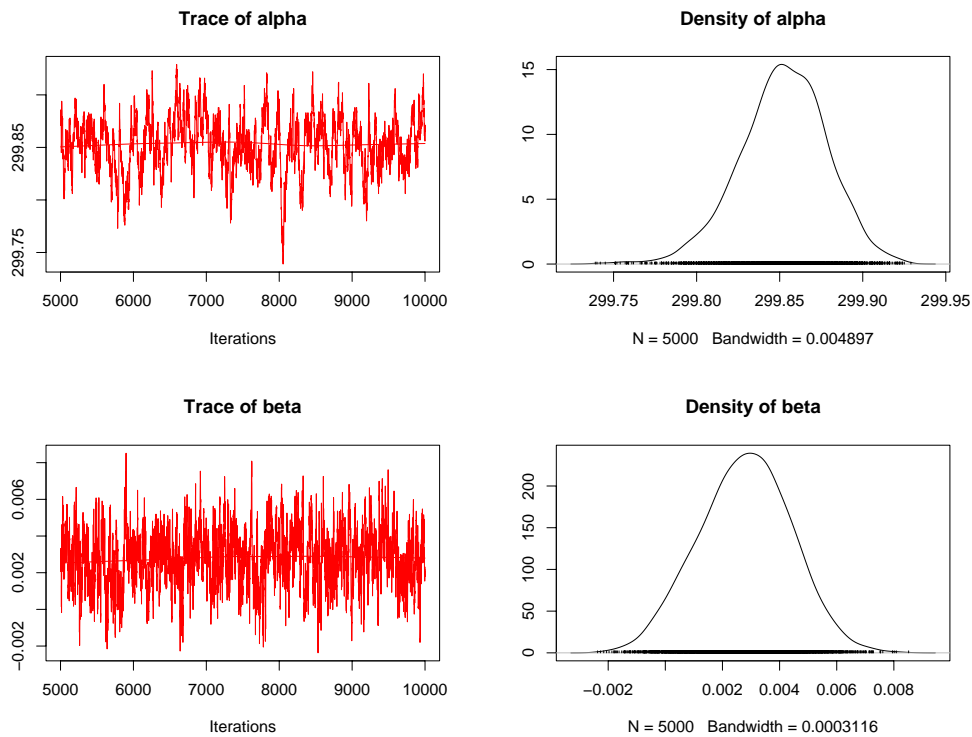 Trace of alpha
299.85
299.75
5000 6000 7000 8000 9000 10000
Iterations
Density of alpha
15
10
5
0
299.75 299.80 299.85 299.90 299.95
N = 5000 Bandwidth = 0.004897
Trace of beta
0.006
0.002
−0.002
5000 6000 7000 8000 9000 10000
Iterations
Density of beta
200
150
100
50
0
−0.002 0.002 0.004 0.006 0.008
N = 5000 Bandwidth = 0.0003116